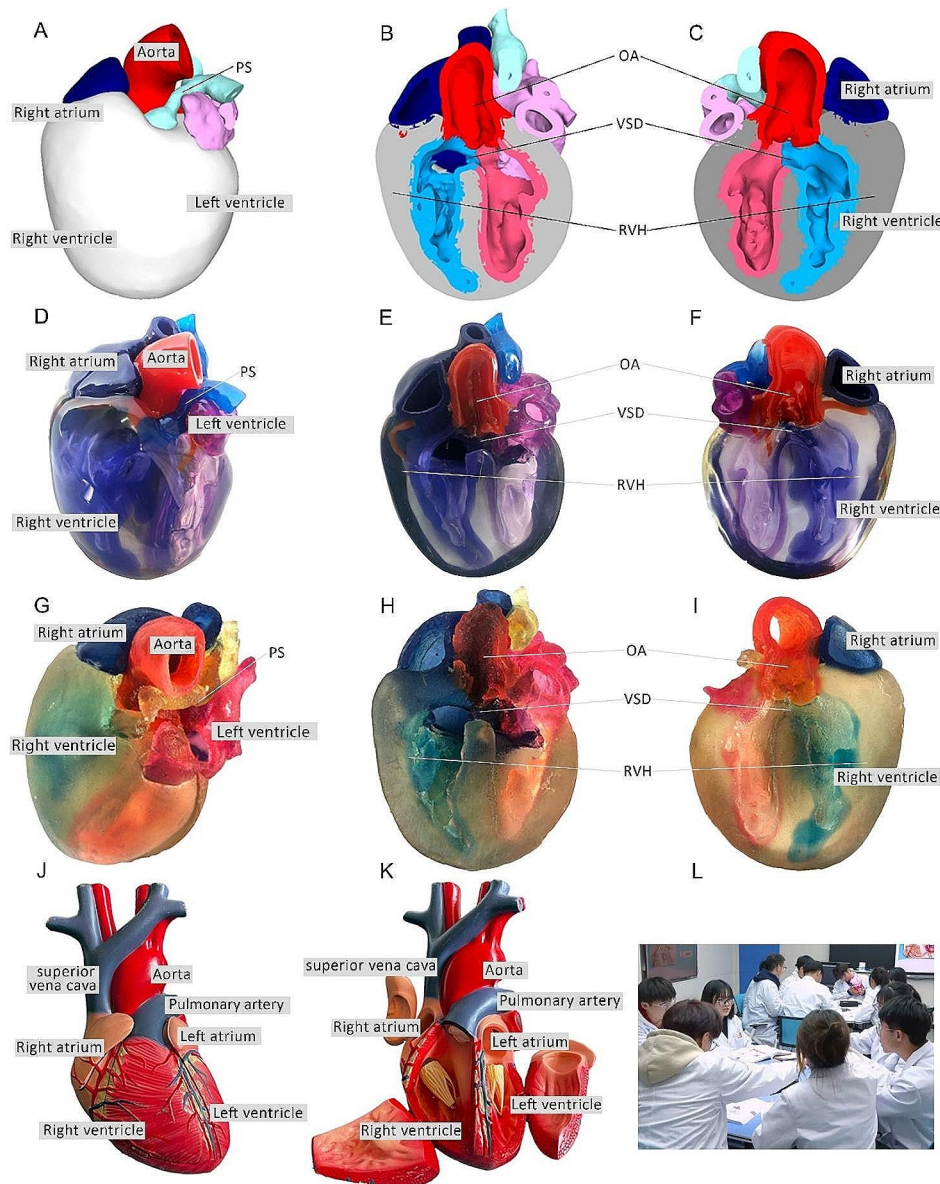 A
Aorta
PS
Right atrium
Left ventricle
Right ventricle
B
C
OA
Right atrium
VSD
RVH
Right ventricle
D
Right atrium
Aorta
PS
Left ventricle
Right ventricle
E
F
OA
Right atrium
VSD
RVH
Right ventricle
G
Right atrium
Aorta
PS
Left ventricle
Right ventricle
H
I
OA
Right atrium
VSD
RVH
Right ventricle
J
superior
vena cava
Aorta
Pulmonary artery
Left atrium
Right atrium
Left ventricle
Right ventricle
K
superior vena cava
Aorta
Pulmonary artery
Right atrium
Left atrium
Left ventricle
Right ventricle
L